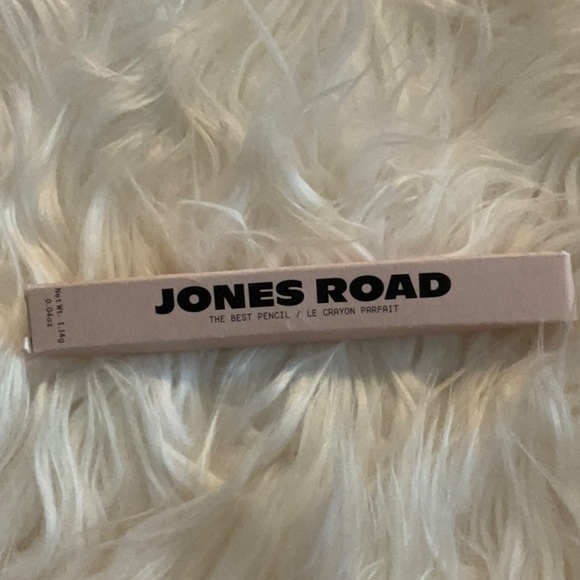 JONES ROAD
THE BEST PENCIL / LE CRAYON PARFAIT
Net Wt. 1.14g
0.04oz